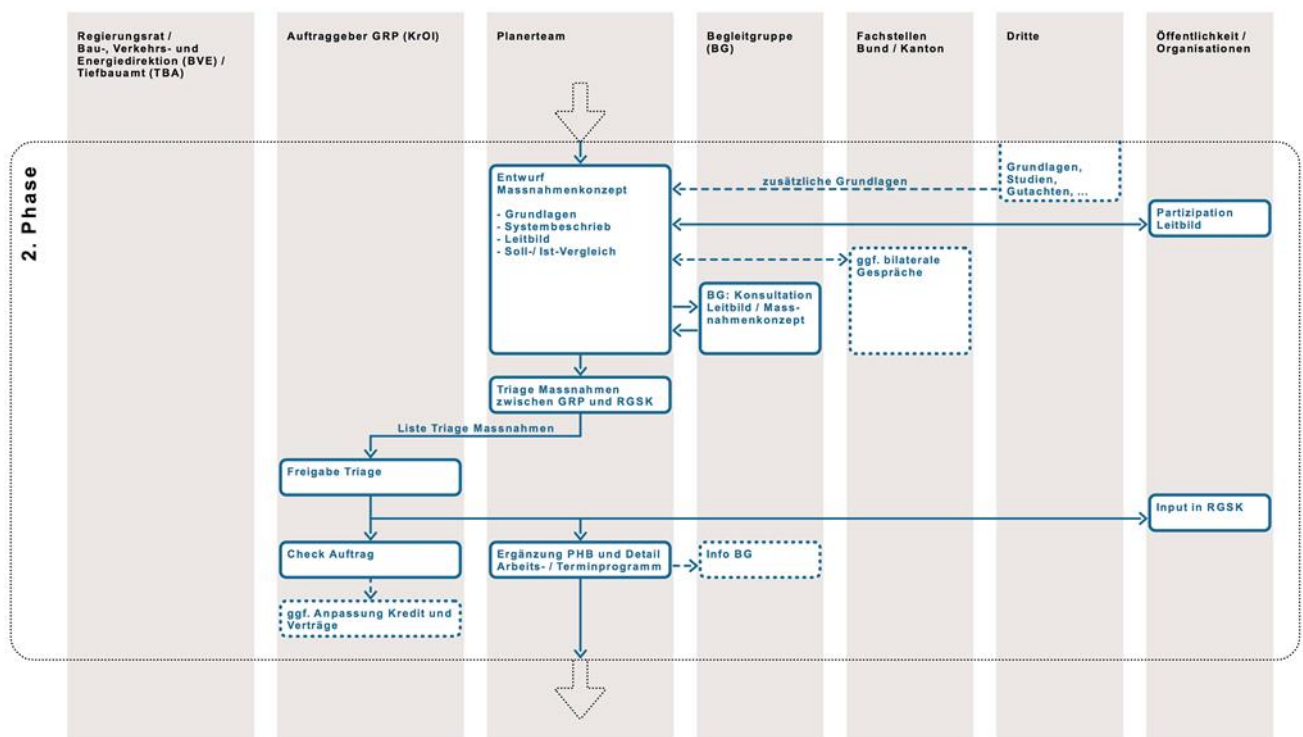 Regierungsrat /
Bau-, Verkehrs- und
Energiedirektion (BVE) /
Tiefbauamt (TBA)
Auftraggeber GRP (KrOI)
Planerteam
Begleitgruppe
(BG)
Fachstellen
Bund / Kanton
Dritte
Öffentlichkeit /
Organisationen
2. Phase
Entwurf
Massnahmenkonzept
- Grundlagen
- Systembeschrieb
- Leitbild
- Soll-/ Ist-Vergleich
zusätzliche Grundlagen
Grundlagen,
Studien,
Gutachten, ...
Partizipation
Leitbild
ggf. bilaterale
Gespräche
BG: Konsultation
Leitbild / Mass-
nahmenkonzept
Triage Massnahmen
zwischen GRP und RGSK
Liste Triage Massnahmen
Freigabe Triage
Input in RGSK
Check Auftrag
Ergänzung PHB und Detail
Arbeits- / Terminprogramm
Info BG
ggf. Anpassung Kredit und
Verträge